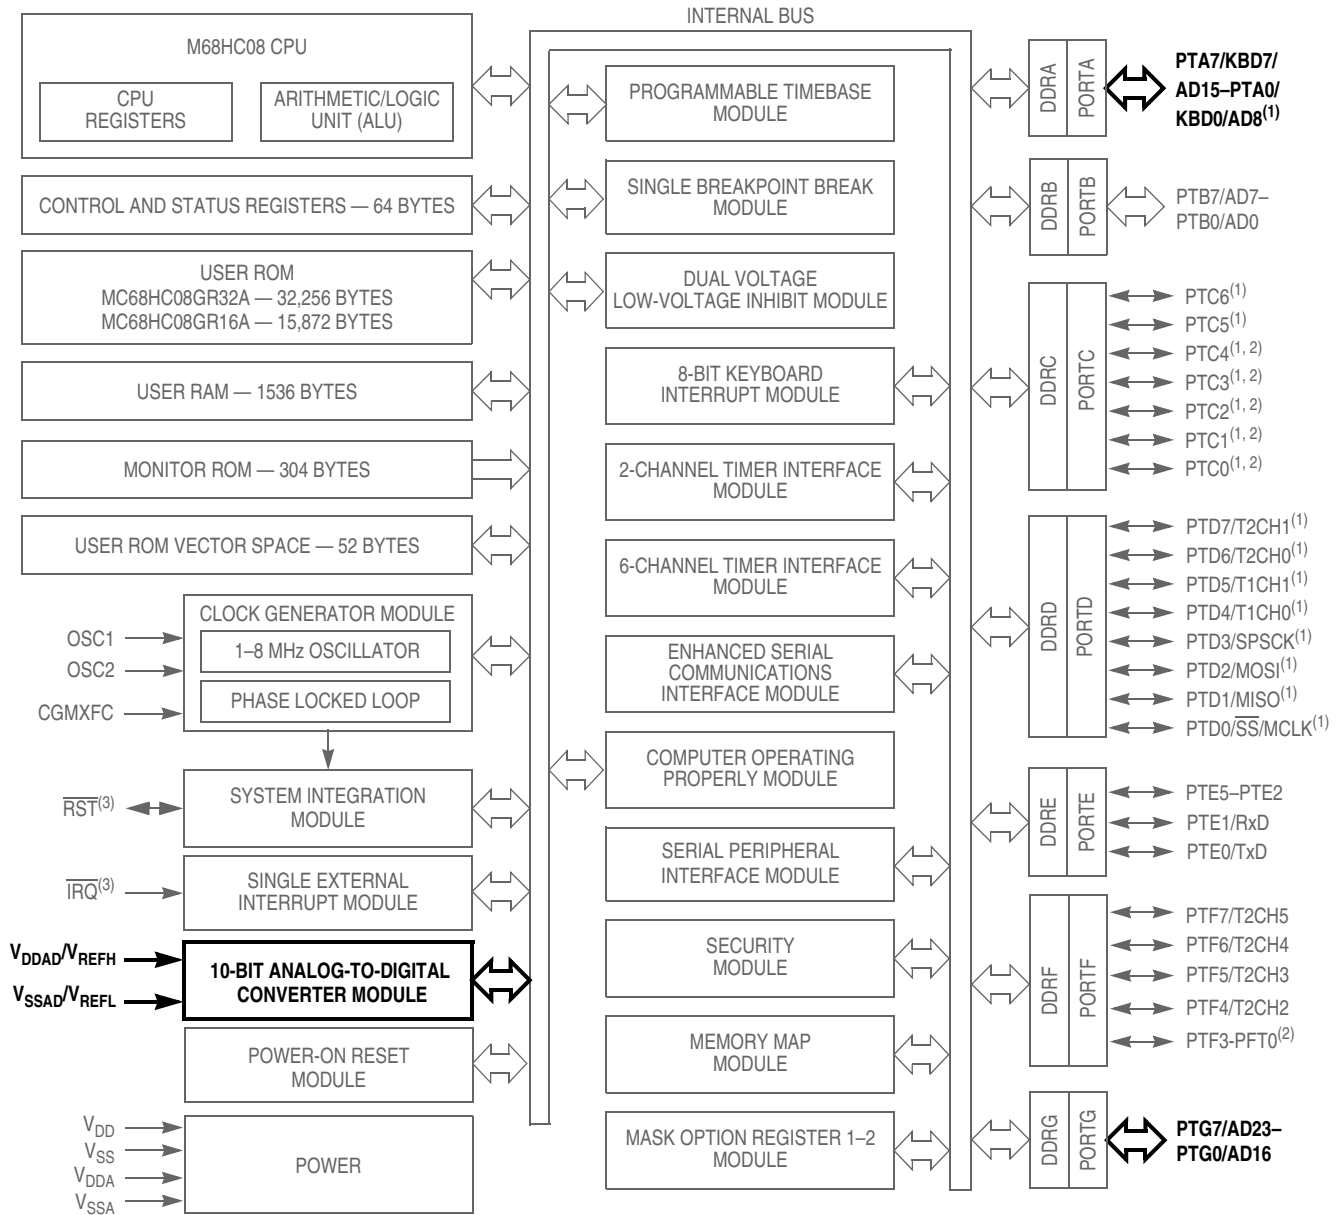 INTERNAL BUS
M68HC08 CPU
CPU
REGISTERS
ARITHMETIC/LOGIC
UNIT (ALU)
CONTROL AND STATUS REGISTERS — 64 BYTES
USER ROM
MC68HC08GR32A — 32,256 BYTES
MC68HC08GR16A — 15,872 BYTES
USER RAM — 1536 BYTES
MONITOR ROM — 304 BYTES
USER ROM VECTOR SPACE — 52 BYTES
CLOCK GENERATOR MODULE
1–8 MHz OSCILLATOR
PHASE LOCKED LOOP
OSC1
OSC2
CGMXFC
SYSTEM INTEGRATION
MODULE
RST(3)
SINGLE EXTERNAL
INTERRUPT MODULE
IRQ(3)
VDDAD/VREFH
VSSAD/VREFL
10-BIT ANALOG-TO-DIGITAL
CONVERTER MODULE
POWER-ON RESET
MODULE
VDD
VSS
VDDA
VSSA
POWER
PROGRAMMABLE TIMEBASE
MODULE
SINGLE BREAKPOINT BREAK
MODULE
DUAL VOLTAGE
LOW-VOLTAGE INHIBIT MODULE
8-BIT KEYBOARD
INTERRUPT MODULE
2-CHANNEL TIMER INTERFACE
MODULE
6-CHANNEL TIMER INTERFACE
MODULE
ENHANCED SERIAL
COMMUNICATIONS
INTERFACE MODULE
COMPUTER OPERATING
PROPERLY MODULE
SERIAL PERIPHERAL
INTERFACE MODULE
SECURITY
MODULE
MEMORY MAP
MODULE
MASK OPTION REGISTER 1–2
MODULE
DDRA
PORTA
PTA7/KBD7/
AD15–PTA0/
KBD0/AD8(1)
DDRB
PORTB
PTB7/AD7–
PTB0/AD0
DDRC
PORTC
PTC6(1)
PTC5(1)
PTC4(1, 2)
PTC3(1, 2)
PTC2(1, 2)
PTC1(1, 2)
PTC0(1, 2)
DDRD
PORTD
PTD7/T2CH1(1)
PTD6/T2CH0(1)
PTD5/T1CH1(1)
PTD4/T1CH0(1)
PTD3/SPSCK(1)
PTD2/MOSI(1)
PTD1/MISO(1)
PTD0/SS/MCLK(1)
DDRE
PORTE
PTE5–PTE2
PTE1/RxD
PTE0/TxD
DDRF
PORTF
PTF7/T2CH5
PTF6/T2CH4
PTF5/T2CH3
PTF4/T2CH2
PTF3-PFT0(2)
DDRG
PORTG
PTG7/AD23–
PTG0/AD16